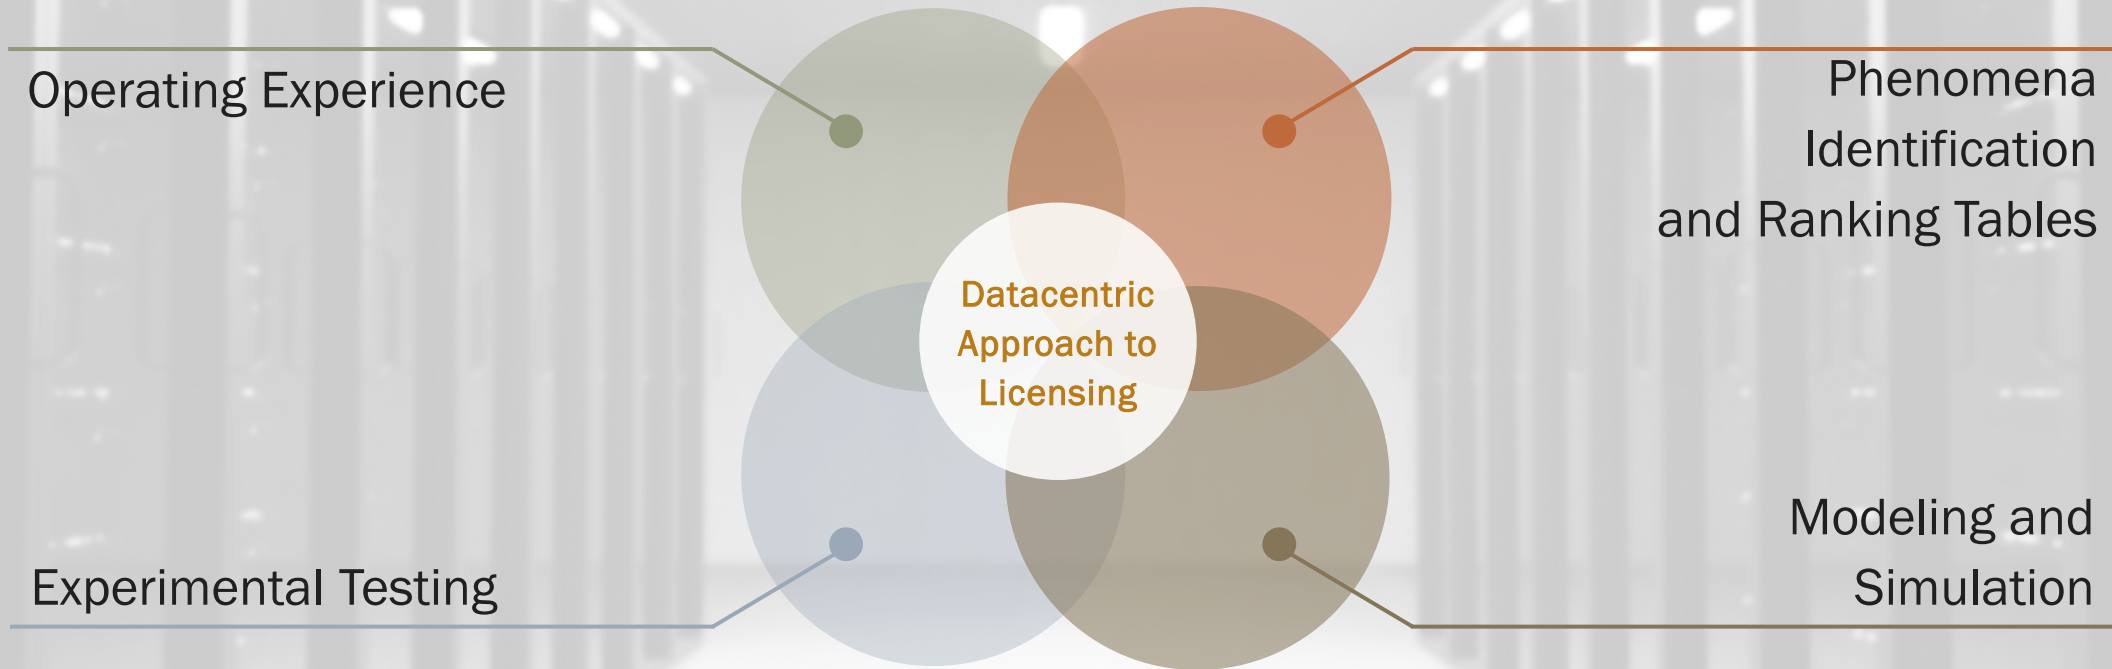 Operating Experience
Phenomena
Identification
and Ranking Tables
Datacentric
Approach to
Licensing
Experimental Testing
Modeling and
Simulation